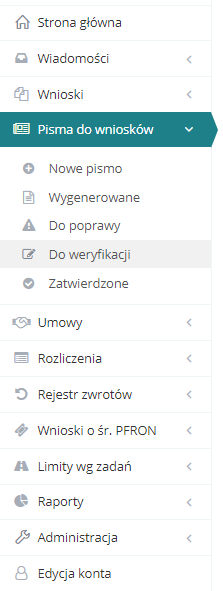 Strona główna
Wiadomości
Wnioski
Pisma do wniosków
Nowe pismo
Wygenerowane
Do poprawy
Do weryfikacji
Zatwierdzone
Umowy
Rozliczenia
Rejestr zwrotów
Wnioski o śr. PFRON
Limity wg zadań
Raporty
Administracja
Edycja konta